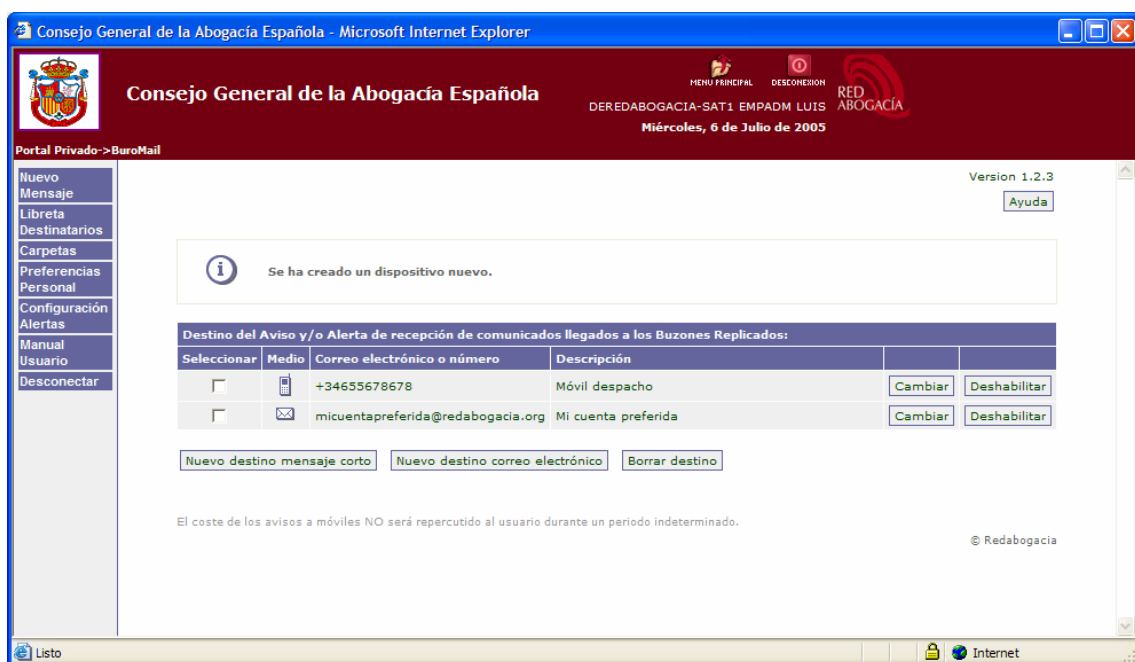 Consejo General de la Abogacía Española - Microsoft Internet Explorer
MENU PRINCIPAL DESCONEXION
Consejo General de la Abogacía Española
RED ABOGACÍA
DEREDABOGACIA-SAT1 EMPADM LUIS
Miércoles, 6 de Julio de 2005
Portal Privado->BuroMail
Nuevo
Mensaje
Libreta
Destinatarios
Carpetas
Preferencias
Personal
Configuración
Alertas
Manual
Usuario
Desconectar
Version 1.2.3
Ayuda
Se ha creado un dispositivo nuevo.
Destino del Aviso y/o Alerta de recepción de comunicados llegados a los Buzones Replicados:
Seleccionar Medio Correo electrónico o número Descripción
+34655678678 Móvil despacho Cambiar Deshabilitar
micuentapreferida@redabogacia.org Mi cuenta preferida Cambiar Deshabilitar
Nuevo destino mensaje corto Nuevo destino correo electrónico Borrar destino
El coste de los avisos a móviles NO será repercutido al usuario durante un periodo indeterminado.
© Redabogacia
Listo Internet